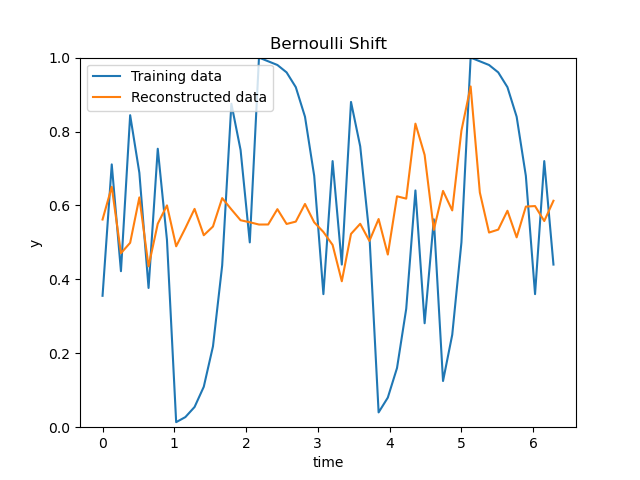 Bernoulli Shift
Training data
Reconstructed data
1.0
0.8
0.6
0.4
0.2
0.0
y
0 1 2 3 4 5 6
time